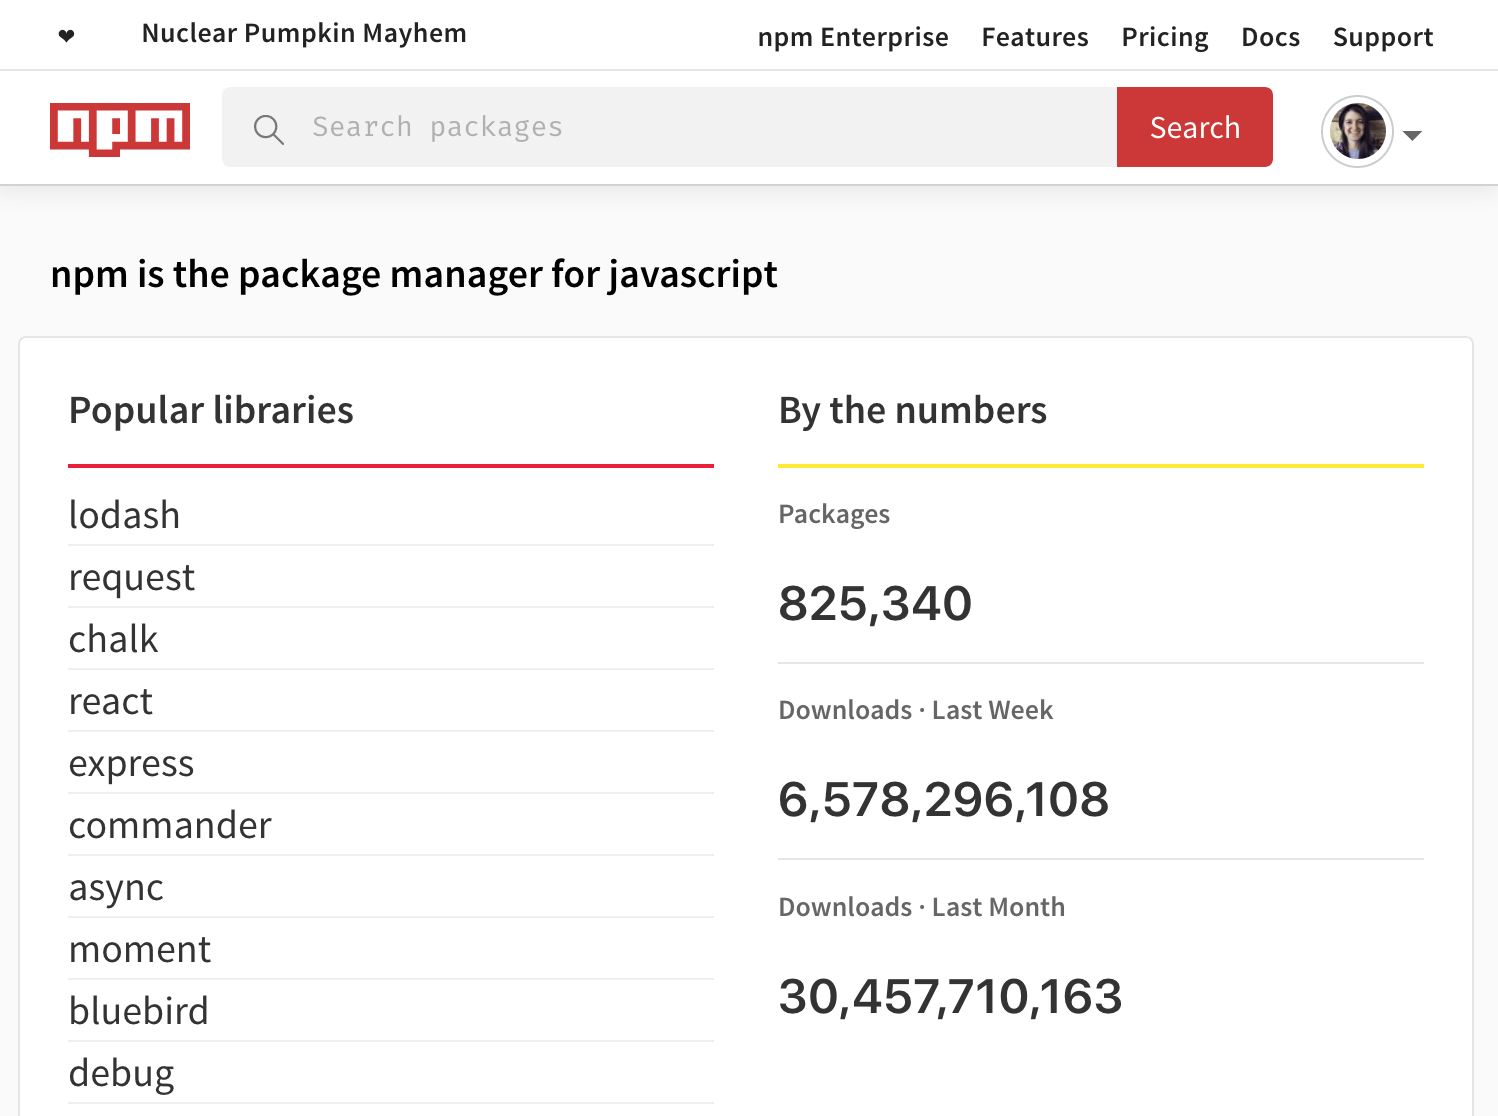 ❤ Nuclear Pumpkin Mayhem npm Enterprise Features Pricing Docs Support
npm Search packages Search
npm is the package manager for javascript
Popular libraries
lodash
request
chalk
react
express
commander
async
moment
bluebird
debug
By the numbers
Packages
825,340
Downloads · Last Week
6,578,296,108
Downloads · Last Month
30,457,710,163